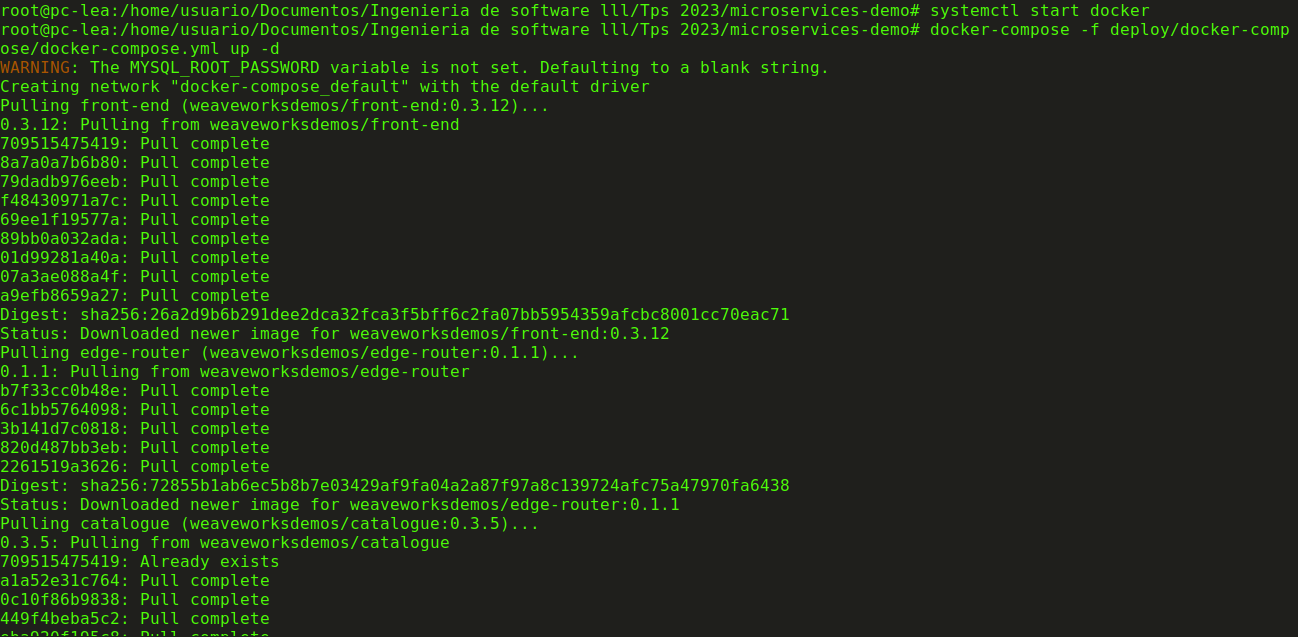 root@pc-lea:/home/usuario/Documentos/Ingenieria de software lll/Tps 2023/microservices-demo# systemctl start docker
root@pc-lea:/home/usuario/Documentos/Ingenieria de software lll/Tps 2023/microservices-demo# docker-compose -f deploy/docker-comp
ose/docker-compose.yml up -d
WARNING: The MYSQL_ROOT_PASSWORD variable is not set. Defaulting to a blank string.
Creating network "docker-compose_default" with the default driver
Pulling front-end (weaveworksdemos/front-end:0.3.12)...
0.3.12: Pulling from weaveworksdemos/front-end
709515475419: Pull complete
8a7a0a7b6b80: Pull complete
79dadb976eeb: Pull complete
f48430971a7c: Pull complete
69ee1f19577a: Pull complete
89bb0a032ada: Pull complete
01d99281a40a: Pull complete
07a3ae088a4f: Pull complete
a9efb8659a27: Pull complete
Digest: sha256:26a2d9b6b291dee2dca32fca3f5bff6c2fa07bb5954359afcbc8001cc70eac71
Status: Downloaded newer image for weaveworksdemos/front-end:0.3.12
Pulling edge-router (weaveworksdemos/edge-router:0.1.1)...
0.1.1: Pulling from weaveworksdemos/edge-router
b7f33cc0b48e: Pull complete
6c1bb5764098: Pull complete
3b141d7c0818: Pull complete
820d487bb3eb: Pull complete
2261519a3626: Pull complete
Digest: sha256:72855b1ab6ec5b8b7e03429af9fa04a2a87f97a8c139724afc75a47970fa6438
Status: Downloaded newer image for weaveworksdemos/edge-router:0.1.1
Pulling catalogue (weaveworksdemos/catalogue:0.3.5)...
0.3.5: Pulling from weaveworksdemos/catalogue
709515475419: Already exists
a1a52e31c764: Pull complete
0c10f86b9838: Pull complete
449f4beba5c2: Pull complete
Pull complete